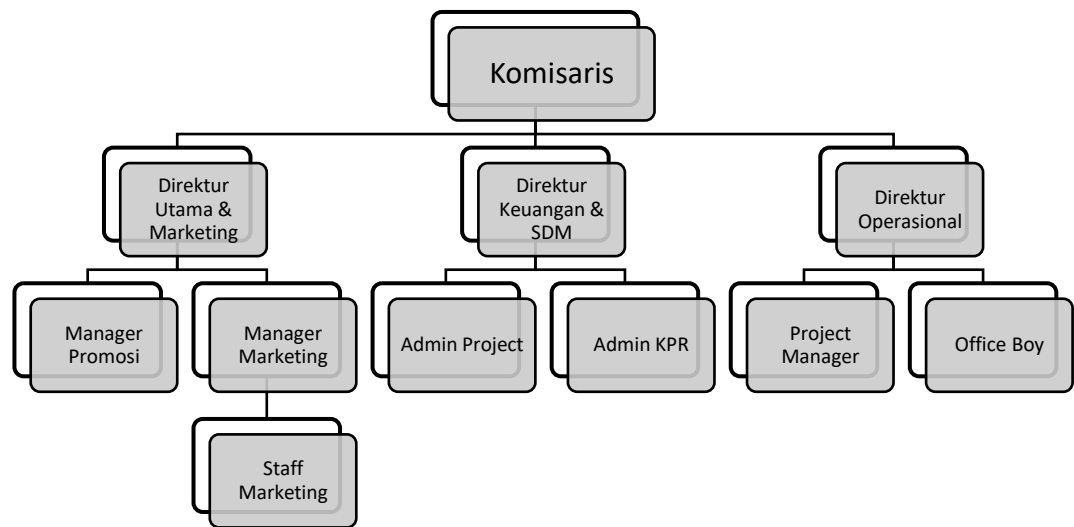 Komisaris
Direktur
Utama &
Marketing
Direktur
Keuangan &
SDM
Direktur
Operasional
Manager
Promosi
Manager
Marketing
Admin Project
Admin KPR
Project
Manager
Office Boy
Staff
Marketing